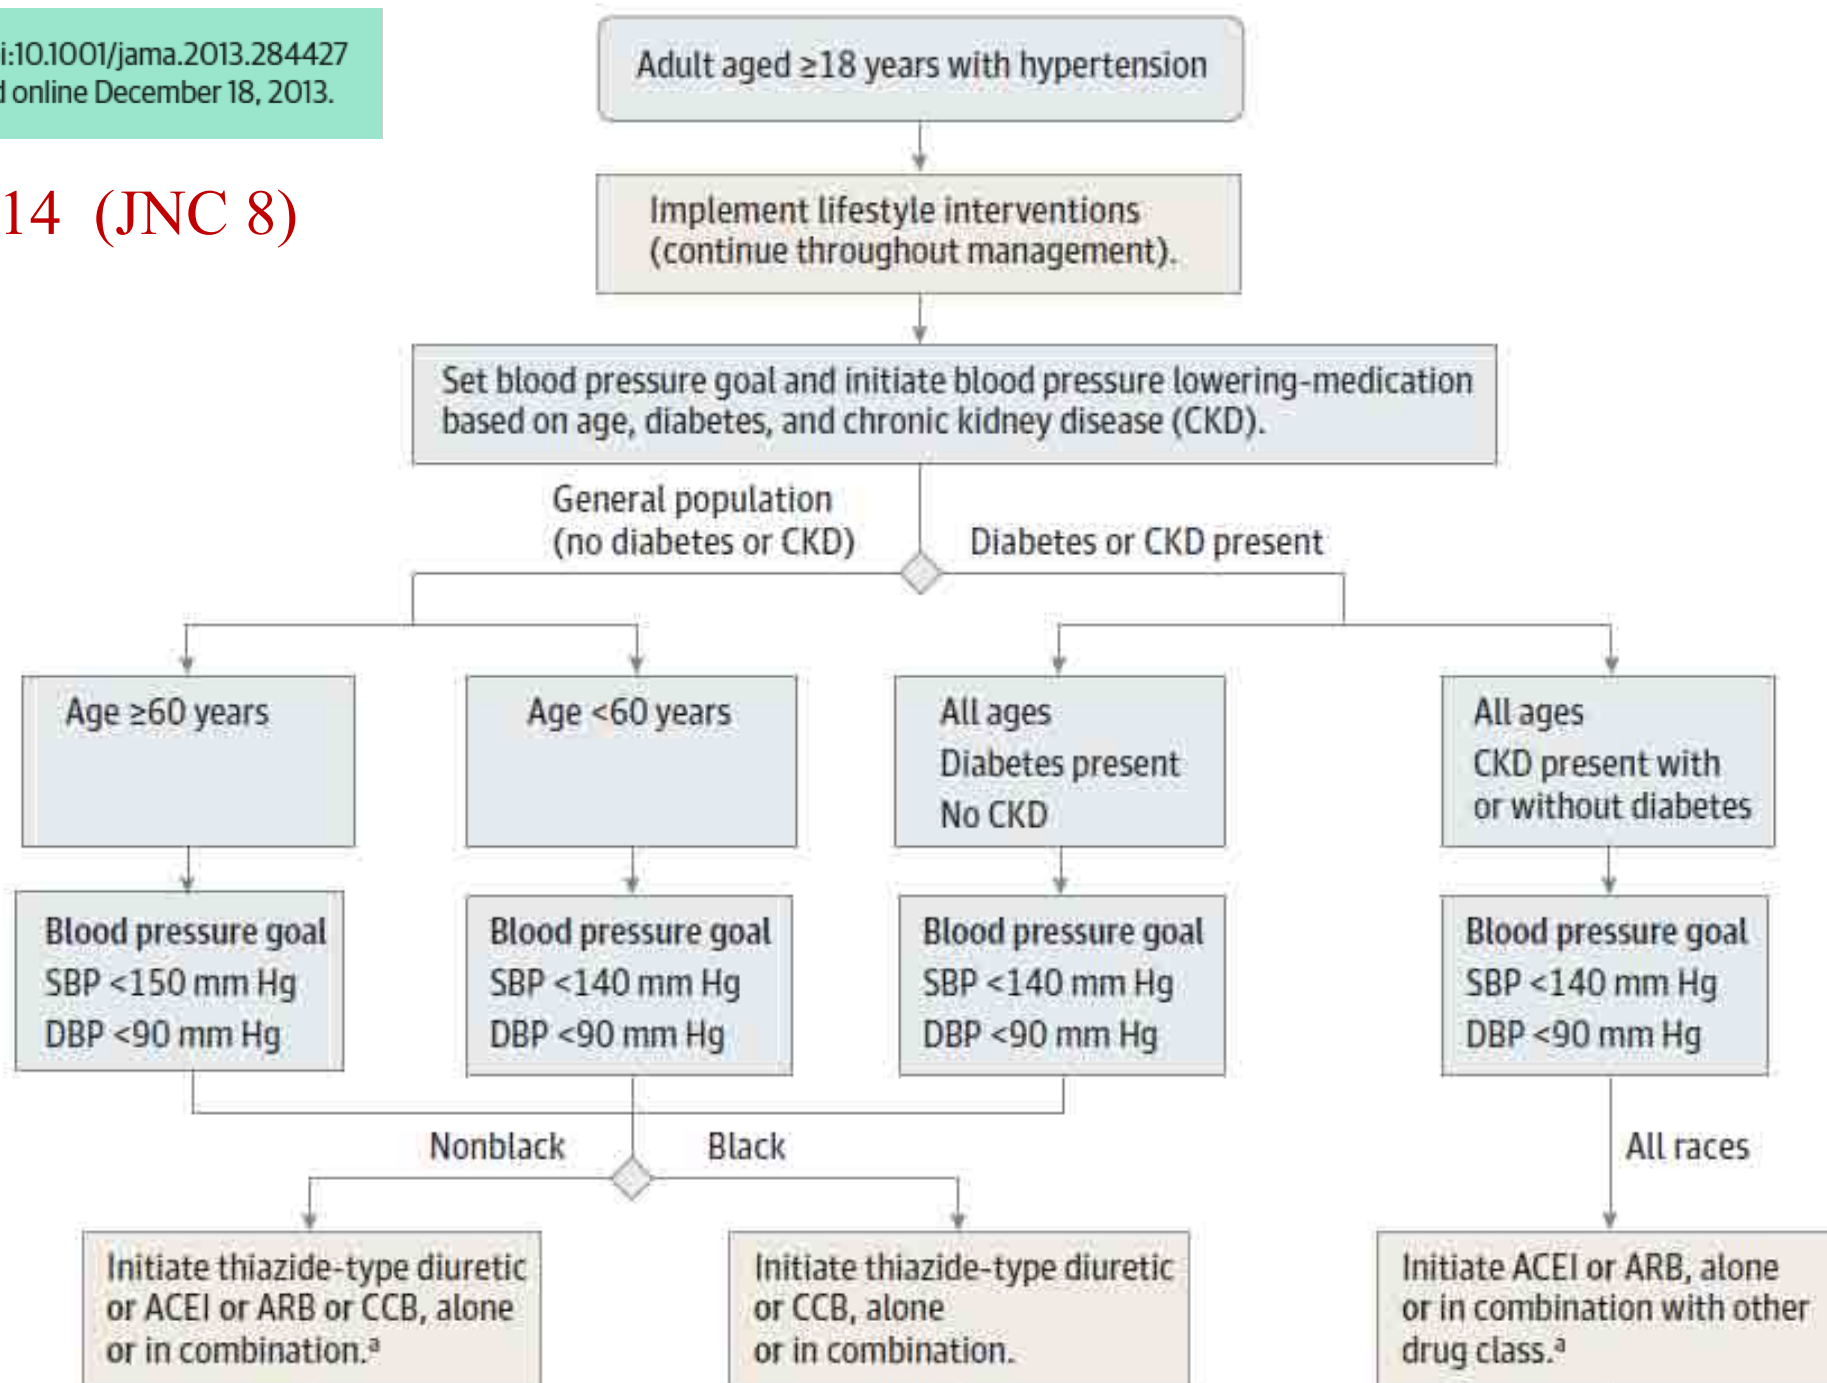 i:10.1001/jama.2013.284427
d online December 18, 2013.
14 (JNC 8)
Adult aged ≥18 years with hypertension
Implement lifestyle interventions
(continue throughout management).
Set blood pressure goal and initiate blood pressure lowering-medication
based on age, diabetes, and chronic kidney disease (CKD).
General population
(no diabetes or CKD)
Diabetes or CKD present
Age ≥60 years
Age <60 years
All ages
Diabetes present
No CKD
All ages
CKD present with
or without diabetes
Blood pressure goal
SBP <150 mm Hg
DBP <90 mm Hg
Blood pressure goal
SBP <140 mm Hg
DBP <90 mm Hg
Blood pressure goal
SBP <140 mm Hg
DBP <90 mm Hg
Blood pressure goal
SBP <140 mm Hg
DBP <90 mm Hg
Nonblack
Black
All races
Initiate thiazide-type diuretic
or ACEI or ARB or CCB, alone
or in combination.ᵃ
Initiate thiazide-type diuretic
or CCB, alone
or in combination.
Initiate ACEI or ARB, alone
or in combination with other
drug class.ᵃ